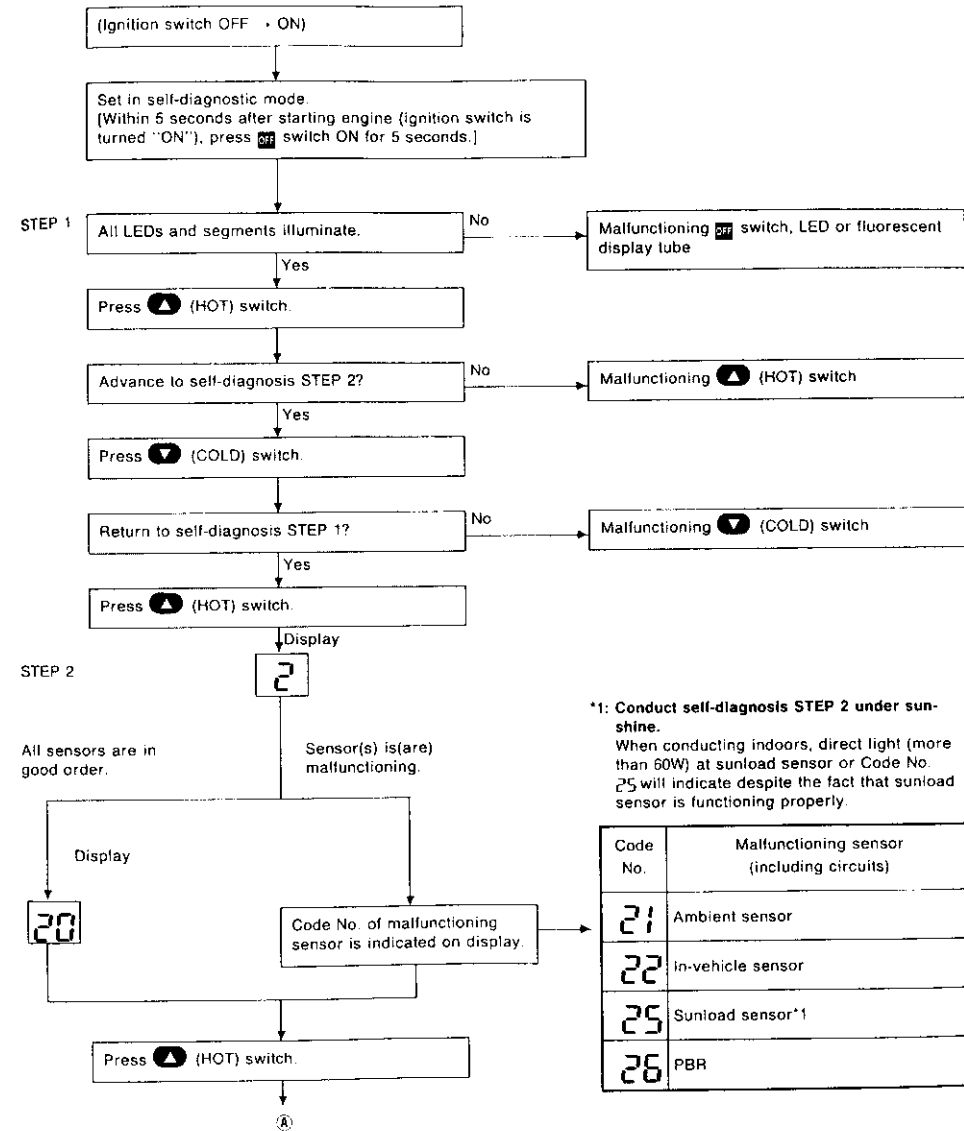 (Ignition switch OFF → ON)
Set in self-diagnostic mode.
[Within 5 seconds after starting engine (ignition switch is
turned "ON"), press OFF switch ON for 5 seconds.]
STEP 1
All LEDs and segments illuminate.
No
Malfunctioning OFF switch, LED or fluorescent
display tube
Yes
Press ▲ (HOT) switch.
Advance to self-diagnosis STEP 2?
No
Malfunctioning ▲ (HOT) switch
Yes
Press ▼ (COLD) switch.
Return to self-diagnosis STEP 1?
No
Malfunctioning ▼ (COLD) switch
Yes
Press ▲ (HOT) switch.
Display
STEP 2
2
All sensors are in
good order.
Sensor(s) is(are)
malfunctioning.
Display
20
Code No. of malfunctioning
sensor is indicated on display.
*1: Conduct self-diagnosis STEP 2 under sun-
shine.
When conducting indoors, direct light (more
than 60W) at sunload sensor or Code No.
25 will indicate despite the fact that sunload
sensor is functioning properly.
Code
No.
Malfunctioning sensor
(including circuits)
21 Ambient sensor
22 In-vehicle sensor
25 Sunload sensor*1
26 PBR
Press ▲ (HOT) switch.
Ⓐ